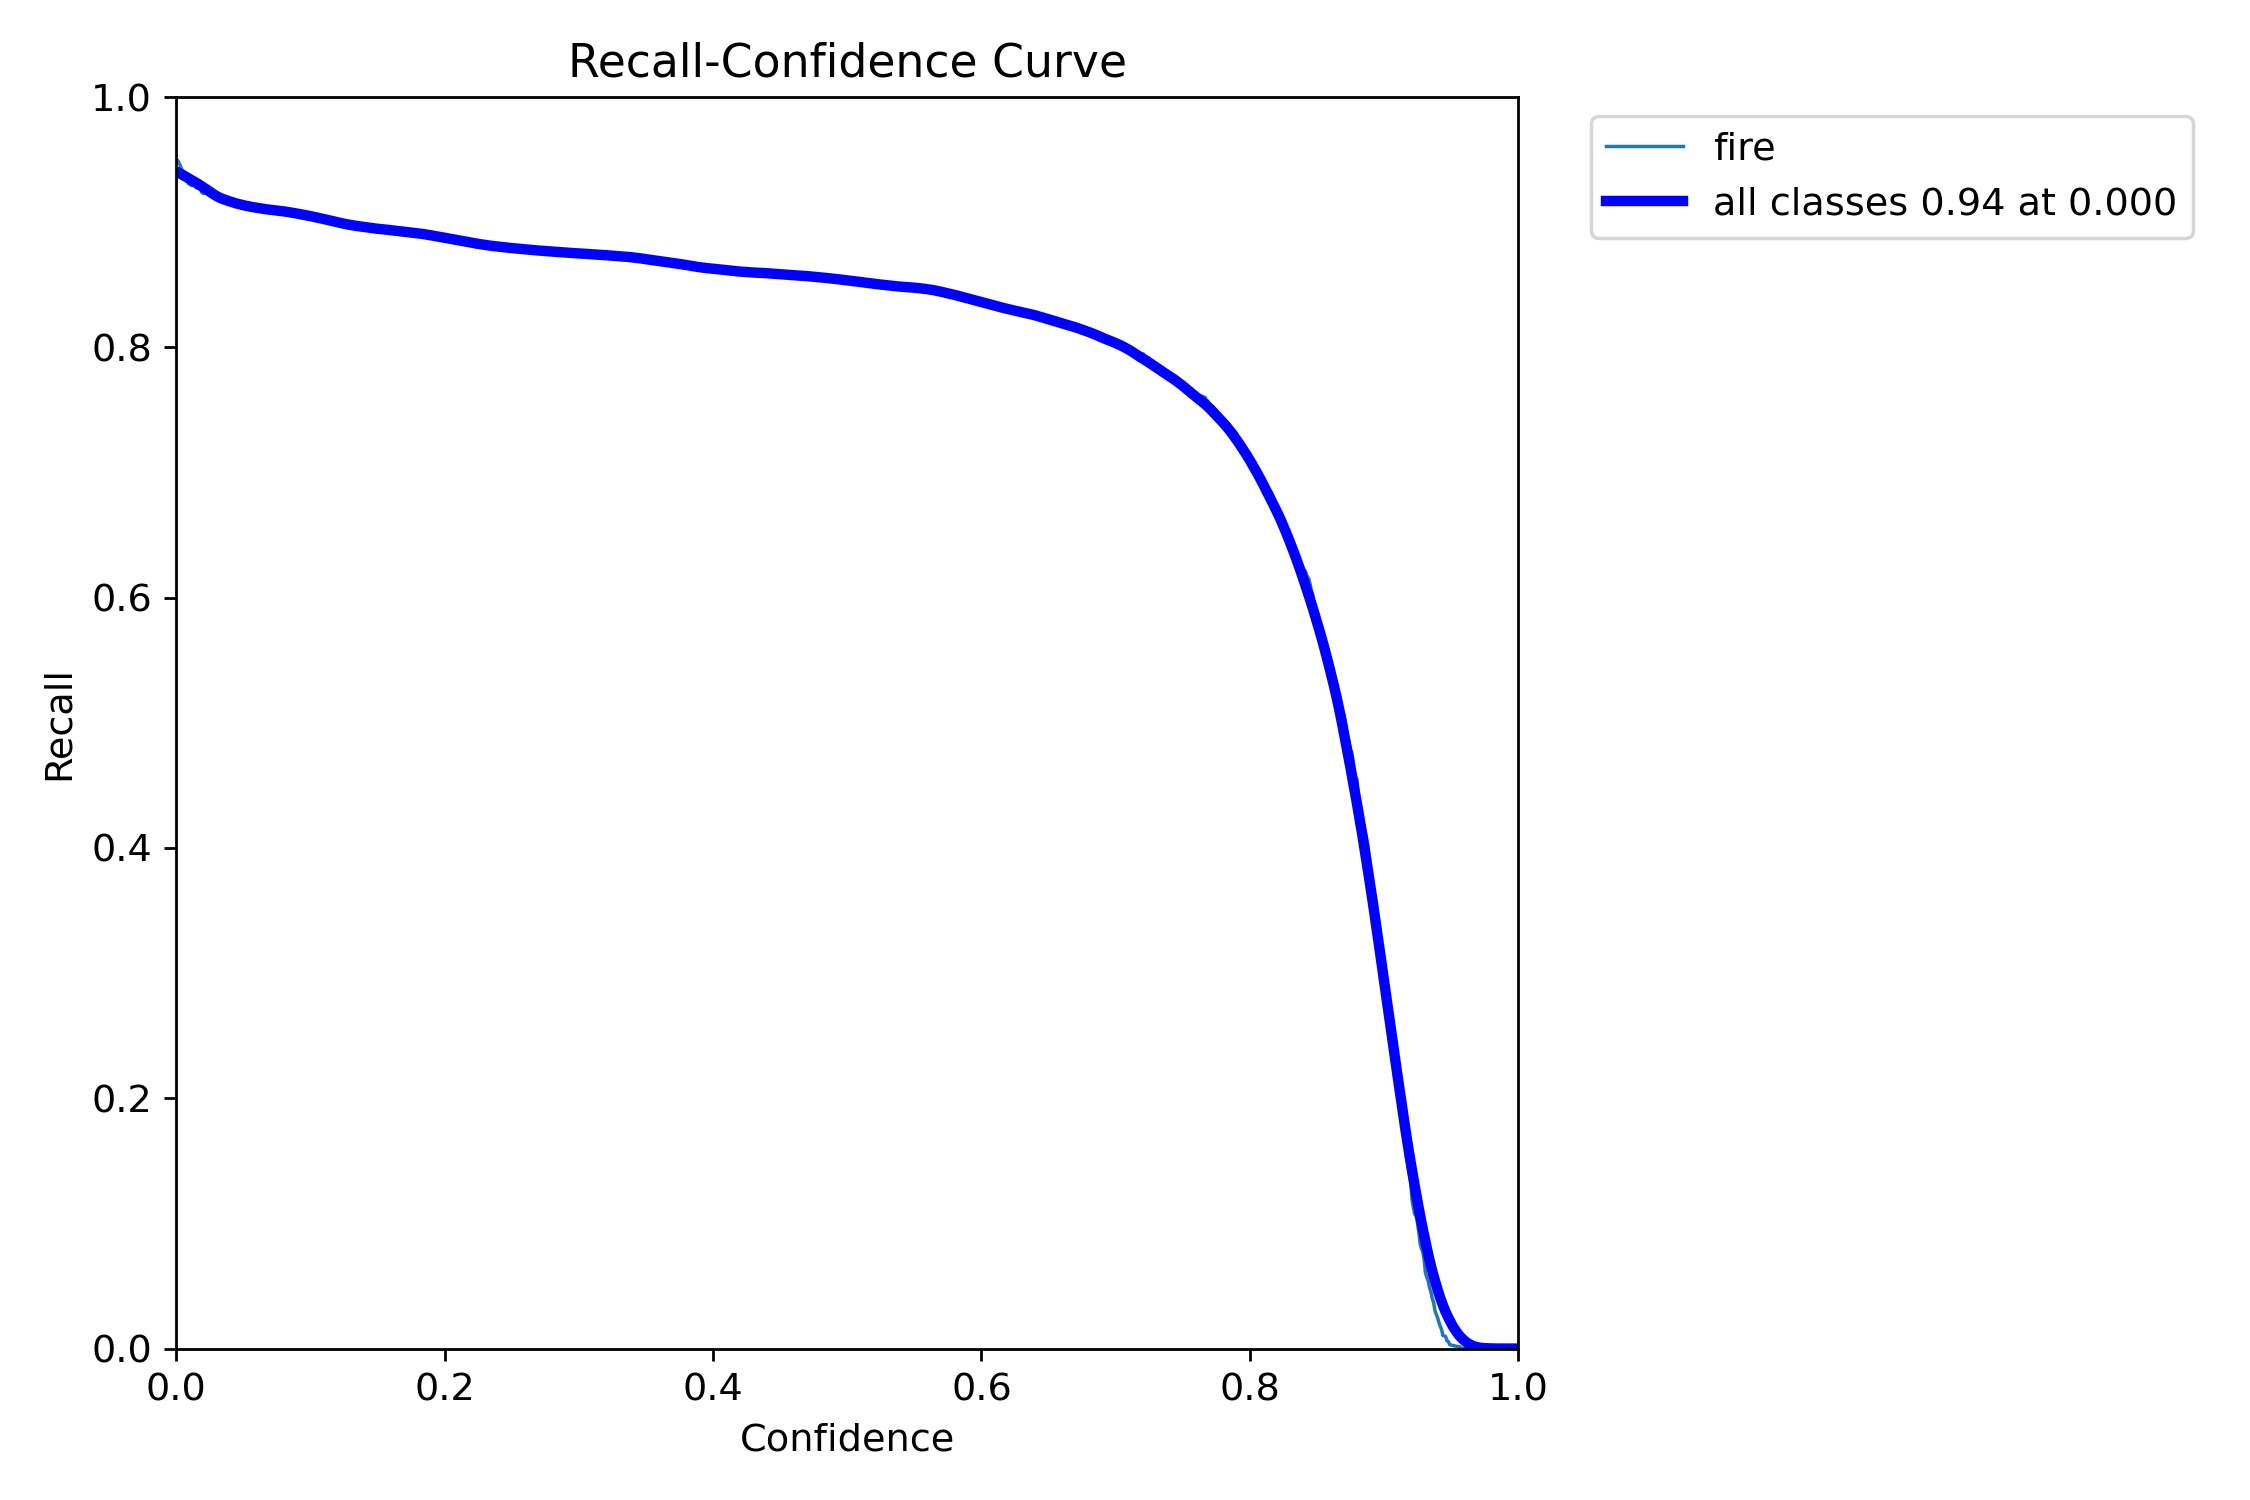 Recall-Confidence Curve
1.0
0.8
0.6
0.4
0.2
0.0
Recall
0.0 0.2 0.4 0.6 0.8 1.0
Confidence
fire
all classes 0.94 at 0.000